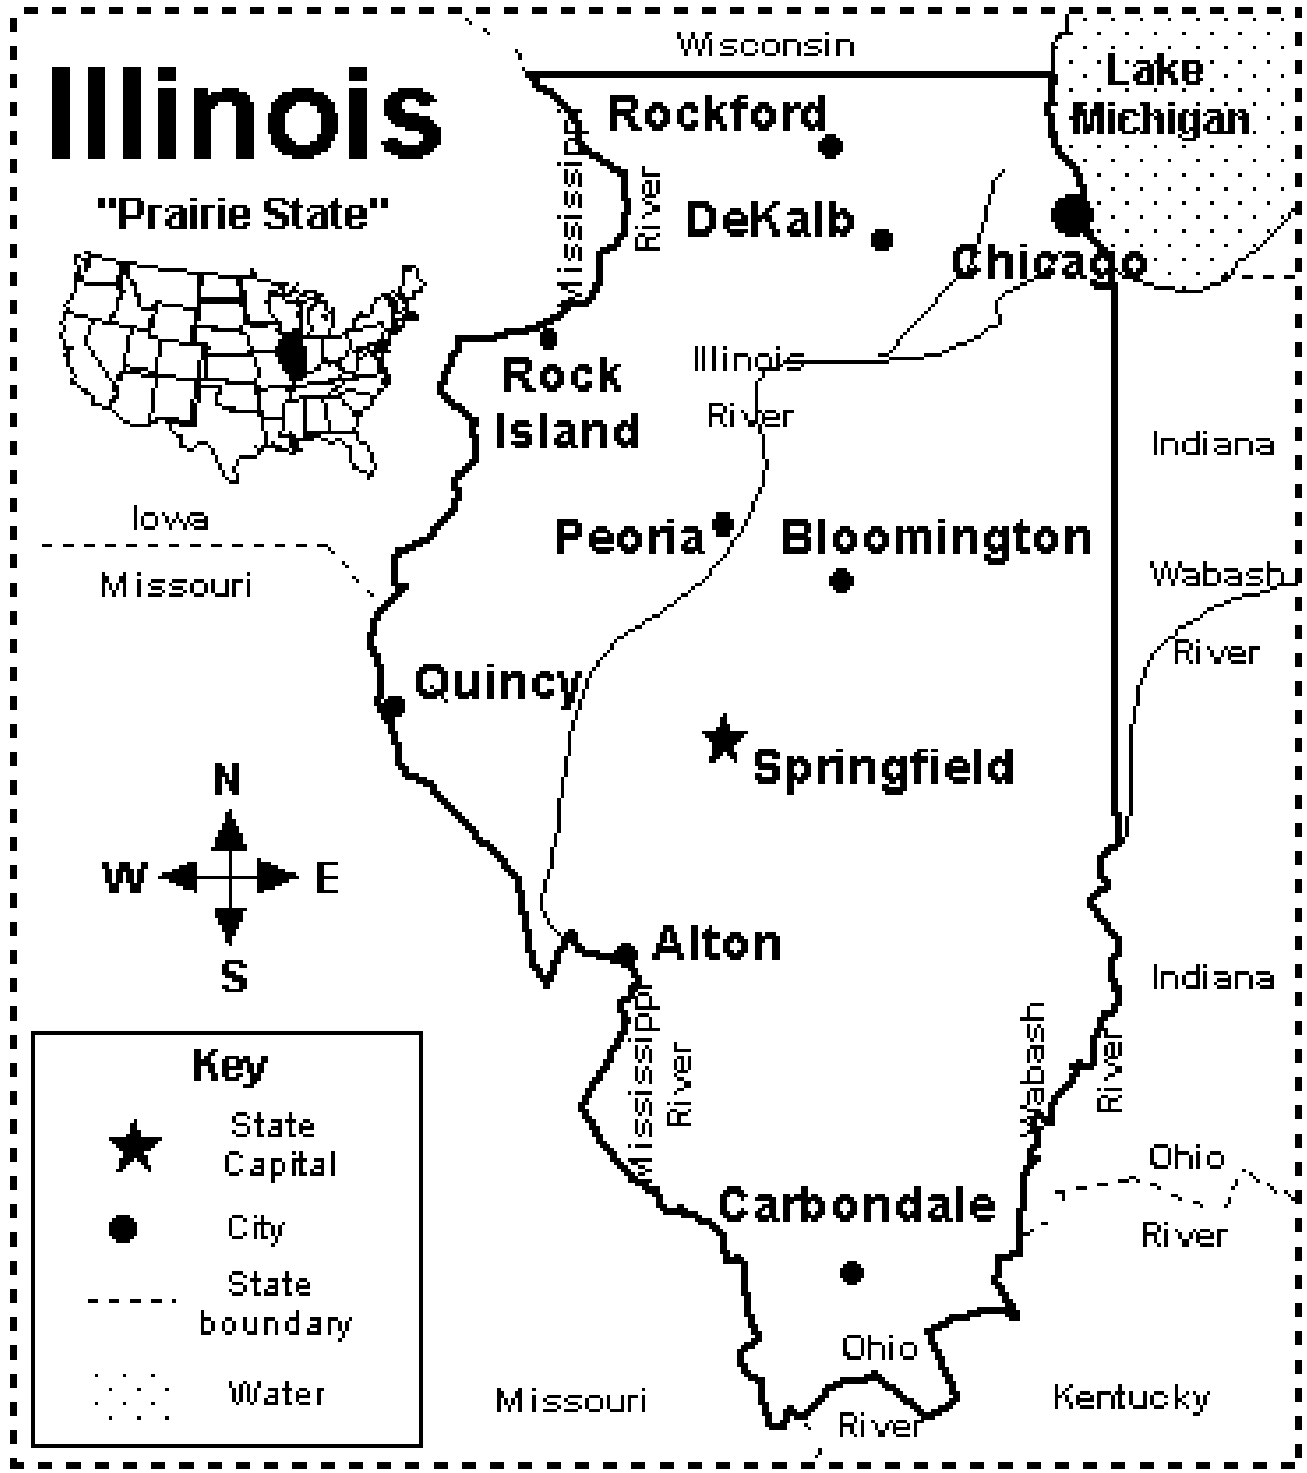 Wisconsin
Illinois
Lake
Michigan
Rockford
"Prairie State"
Mississippi
River
DeKalb
Chicago
Rock
Island
Illinois
River
Indiana
Iowa
Missouri
Peoria
Bloomington
Wabash
River
Quincy
Springfield
N
W
E
S
Alton
Indiana
Mississippi
River
Wabash
River
Key
State
Capital
City
State
boundary
Water
Carbondale
Ohio
River
Ohio
River
Missouri
Kentucky